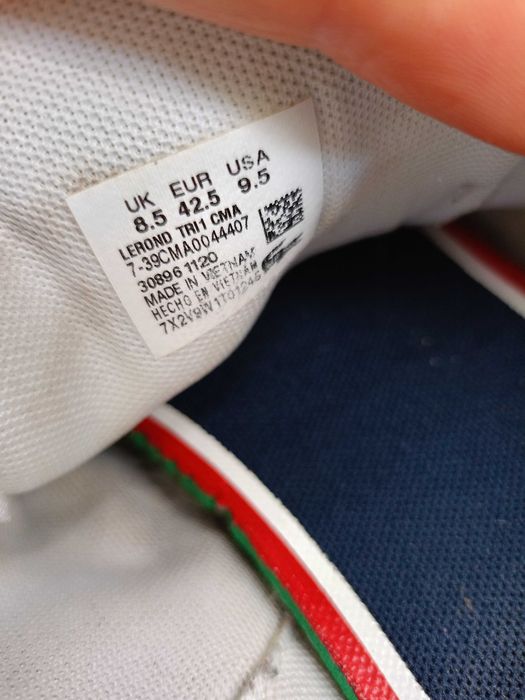 UK EUR USA
8.5 42.5 9.5
LEROND TRI1 CMA
7-39CMA0044407
30896 1120
MADE IN VIETNAM
HECHO EN VIETNAM